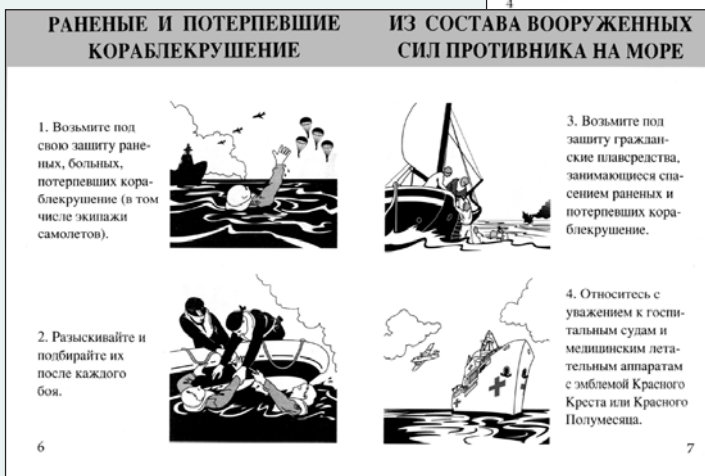 4
РАНЕНЫЕ И ПОТЕРПЕВШИЕ
КОРАБЛЕКРУШЕНИЕ
ИЗ СОСТАВА ВООРУЖЕННЫХ
СИЛ ПРОТИВНИКА НА МОРЕ
1. Возьмите под
свою защиту ране-
ных, больных,
потерпевших кора-
блекрушение (в том
числе экипажи
самолетов).
2. Разыскивайте и
подбирайте их
после каждого
боя.
6
3. Возьмите под
защиту граждан-
ские плавсредства,
занимающиеся спа-
сением раненых и
потерпевших кора-
блекрушение.
4. Относитесь с
уважением к госпи-
тальным судам и
медицинским лета-
тельным аппаратам
с эмблемой Красного
Креста или Красного
Полумесяца.
7